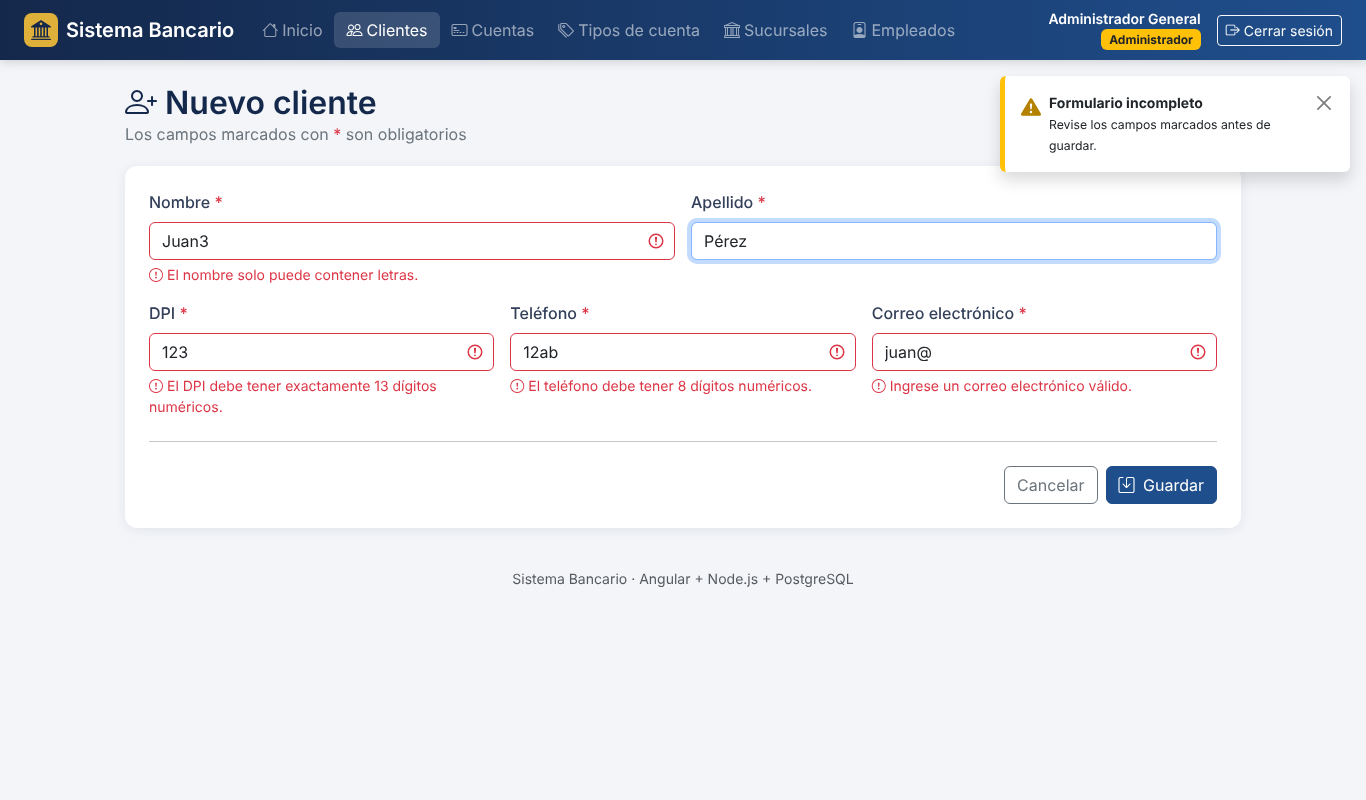 Sistema Bancario
Inicio
Clientes
Cuentas
Tipos de cuenta
Sucursales
Empleados
Administrador General
Administrador
Cerrar sesión
Nuevo cliente
Los campos marcados con * son obligatorios
Formulario incompleto
Revise los campos marcados antes de
guardar.
Nombre *
Juan3
El nombre solo puede contener letras.
Apellido *
Pérez
DPI *
123
El DPI debe tener exactamente 13 dígitos
numéricos.
Teléfono *
12ab
El teléfono debe tener 8 dígitos numéricos.
Correo electrónico *
juan@
Ingrese un correo electrónico válido.
Cancelar
Guardar
Sistema Bancario · Angular + Node.js + PostgreSQL